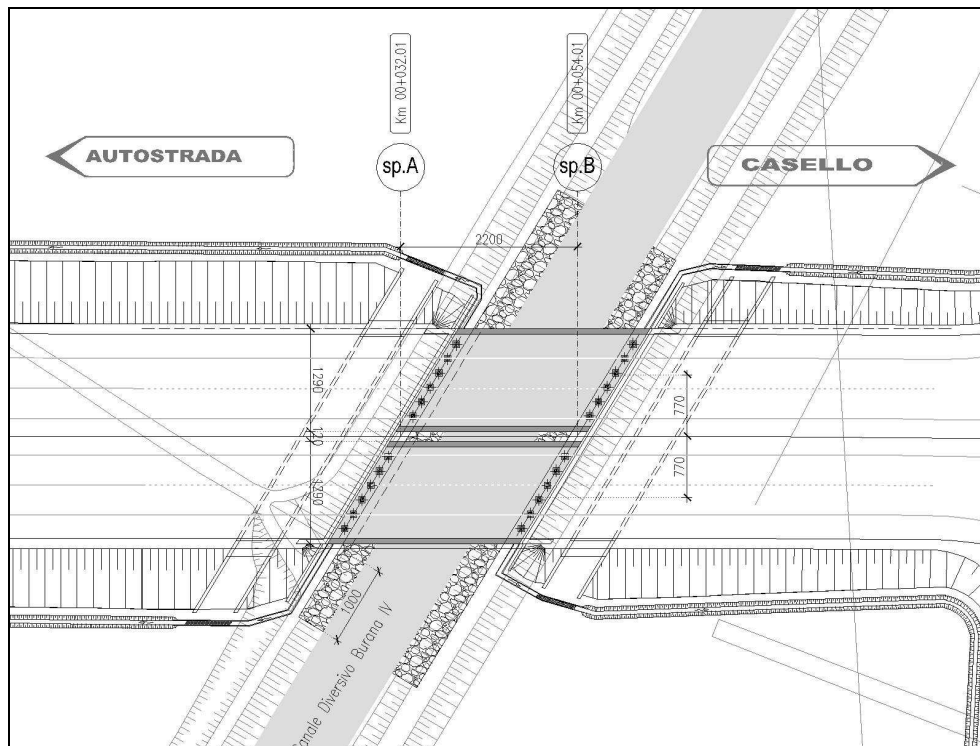 Km 00+032.01
Km 00+054.01
AUTOSTRADA
sp.A
sp.B
CASELLO
2200
1290
120
1290
770
770
1000
Canale Diversivo Burana IV